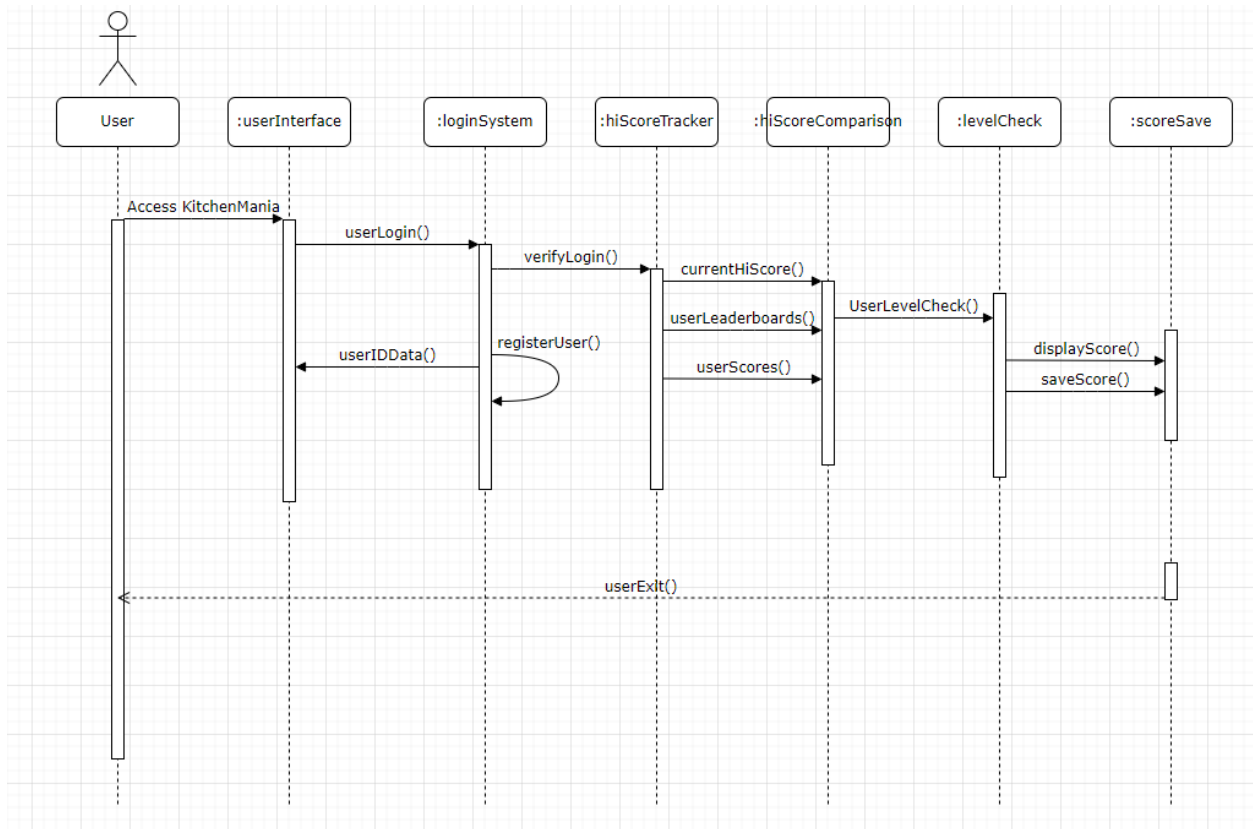 User
:userInterface
:loginSystem
:hiScoreTracker
:hiScoreComparison
:levelCheck
:scoreSave
Access KitchenMania
userLogin()
verifyLogin()
currentHiScore()
UserLevelCheck()
userLeaderboards()
registerUser()
displayScore()
userIDData()
userScores()
saveScore()
userExit()